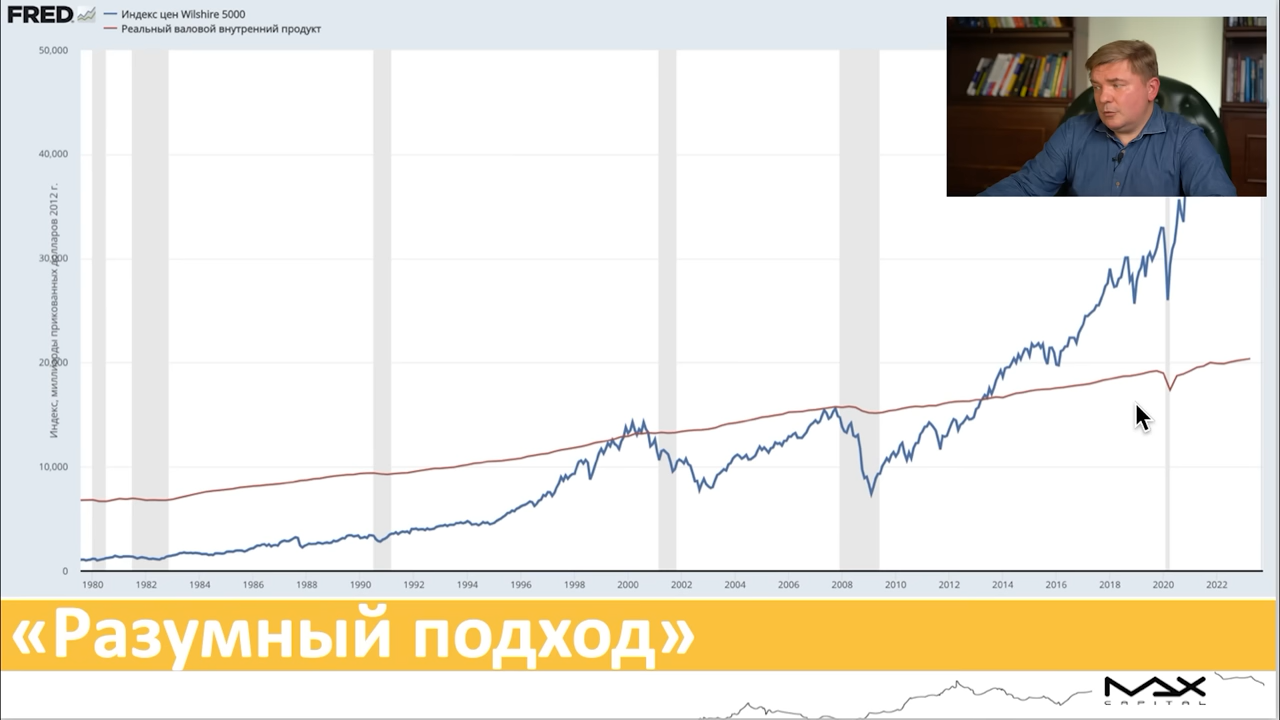 FRED
Индекс цен Wilshire 5000
Реальный валовой внутренний продукт
Индекс, миллиарды прикованных долларов 2012 г.
50,000
40,000
30,000
20,000
10,000
0
1980 1982 1984 1986 1988 1990 1992 1994 1996 1998 2000 2002 2004 2006 2008 2010 2012 2014 2016 2018 2020 2022
«Разумный подход»
MAX
CAPITAL